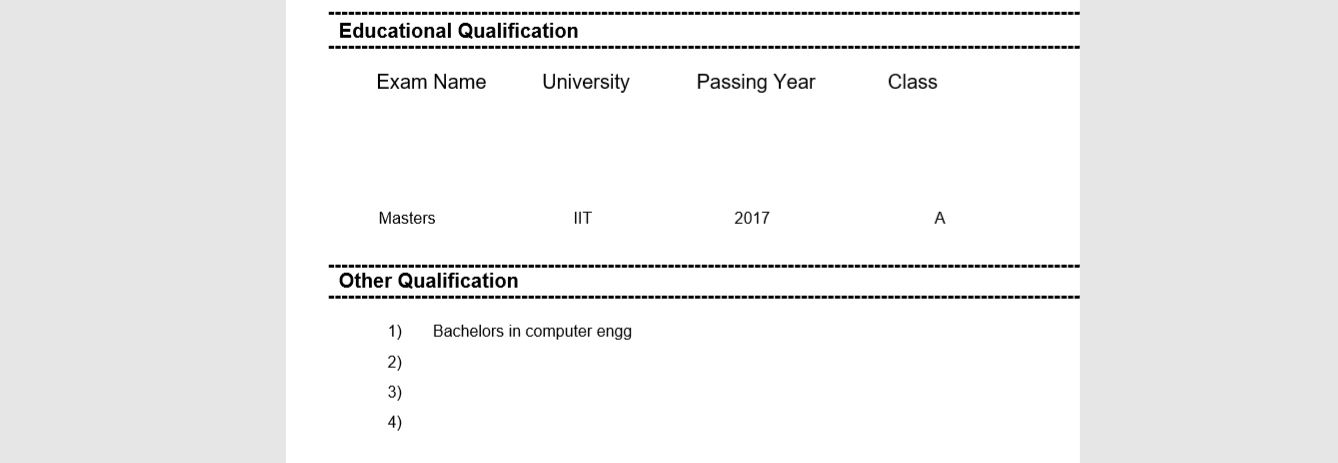 Educational Qualification
Exam Name University Passing Year Class
Masters IIT 2017 A
Other Qualification
1) Bachelors in computer engg
2)
3)
4)